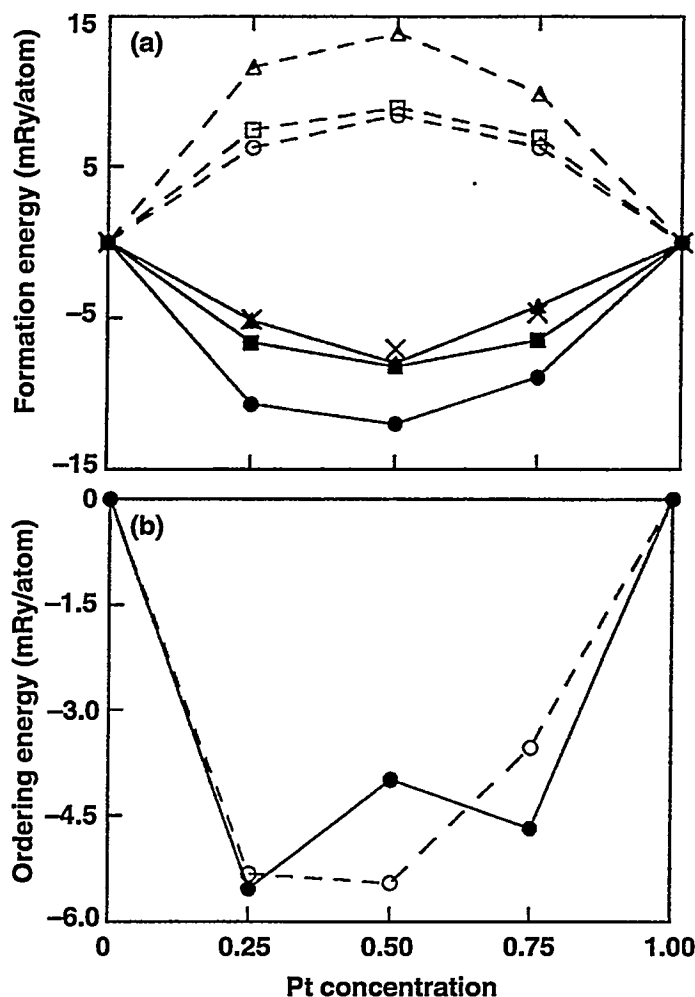 15
(a)
5
−5
−15
Formation energy (mRy/atom)
0
(b)
−1.5
−3.0
−4.5
−6.0
Ordering energy (mRy/atom)
0 0.25 0.50 0.75 1.00
Pt concentration